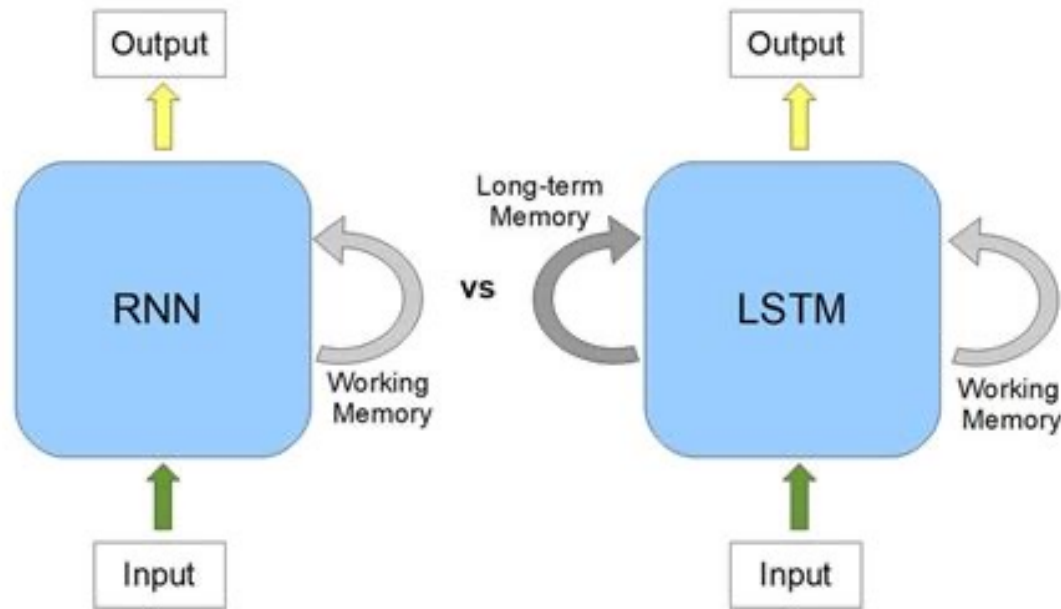 Output
RNN
Working
Memory
Input
vs
Output
Long-term
Memory
LSTM
Working
Memory
Input